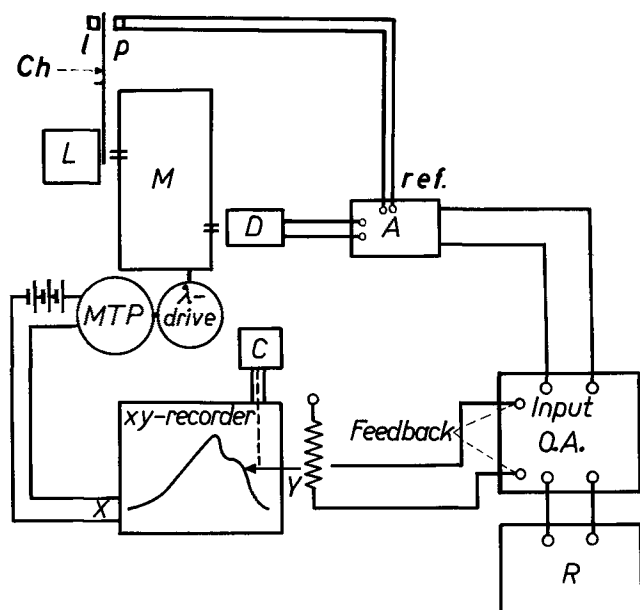 l p
Ch
L
M
ref.
D
A
MTP
λ-
drive
C
xy-recorder
Feedback
Input
O.A.
Y
X
R